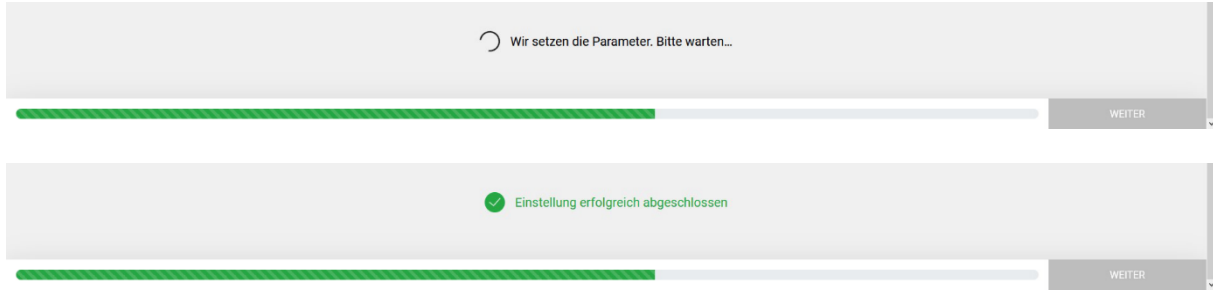 Wir setzen die Parameter. Bitte warten...
WEITER
Einstellung erfolgreich abgeschlossen
WEITER